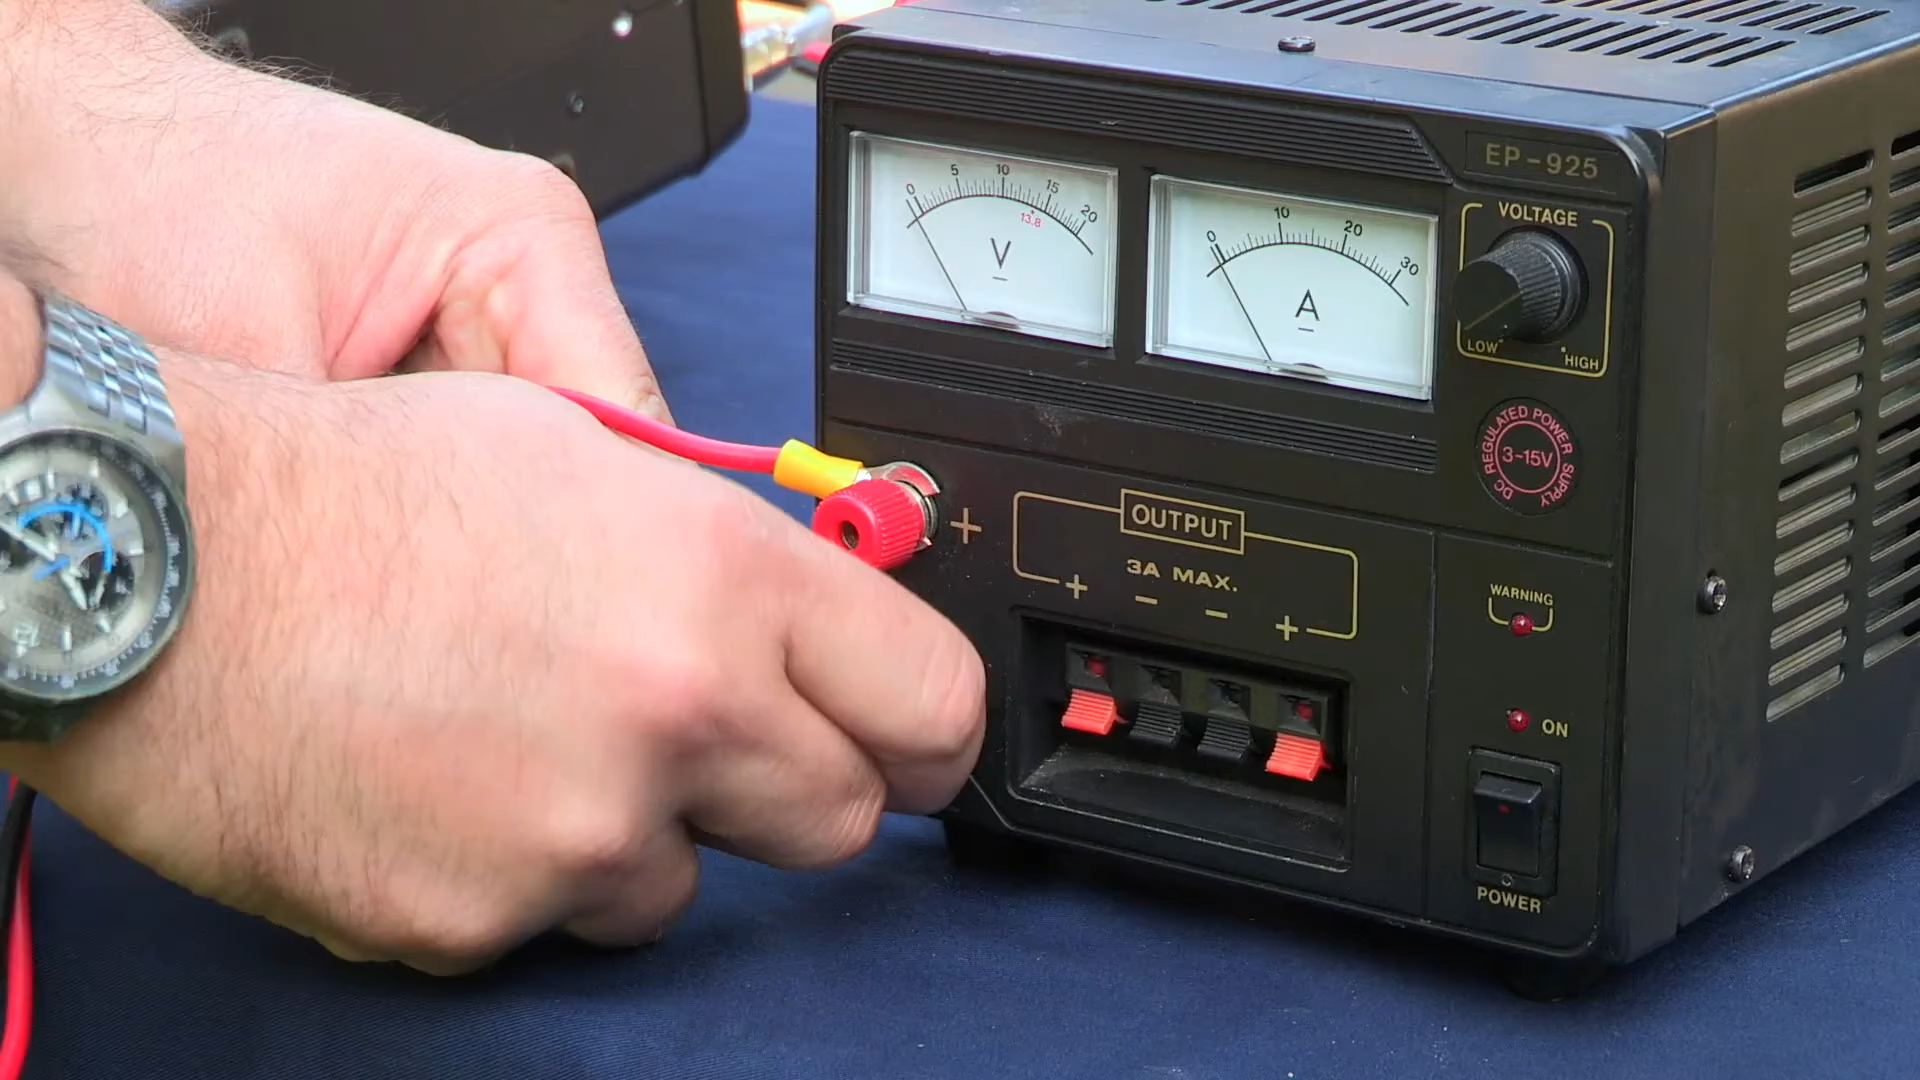 EP-925
0 5 10 15 20
13.8
V
0 10 20 30
A
VOLTAGE
LOW HIGH
DC REGULATED POWER SUPPLY
3-15V
+
OUTPUT
3A MAX.
+ - - +
WARNING
ON
POWER